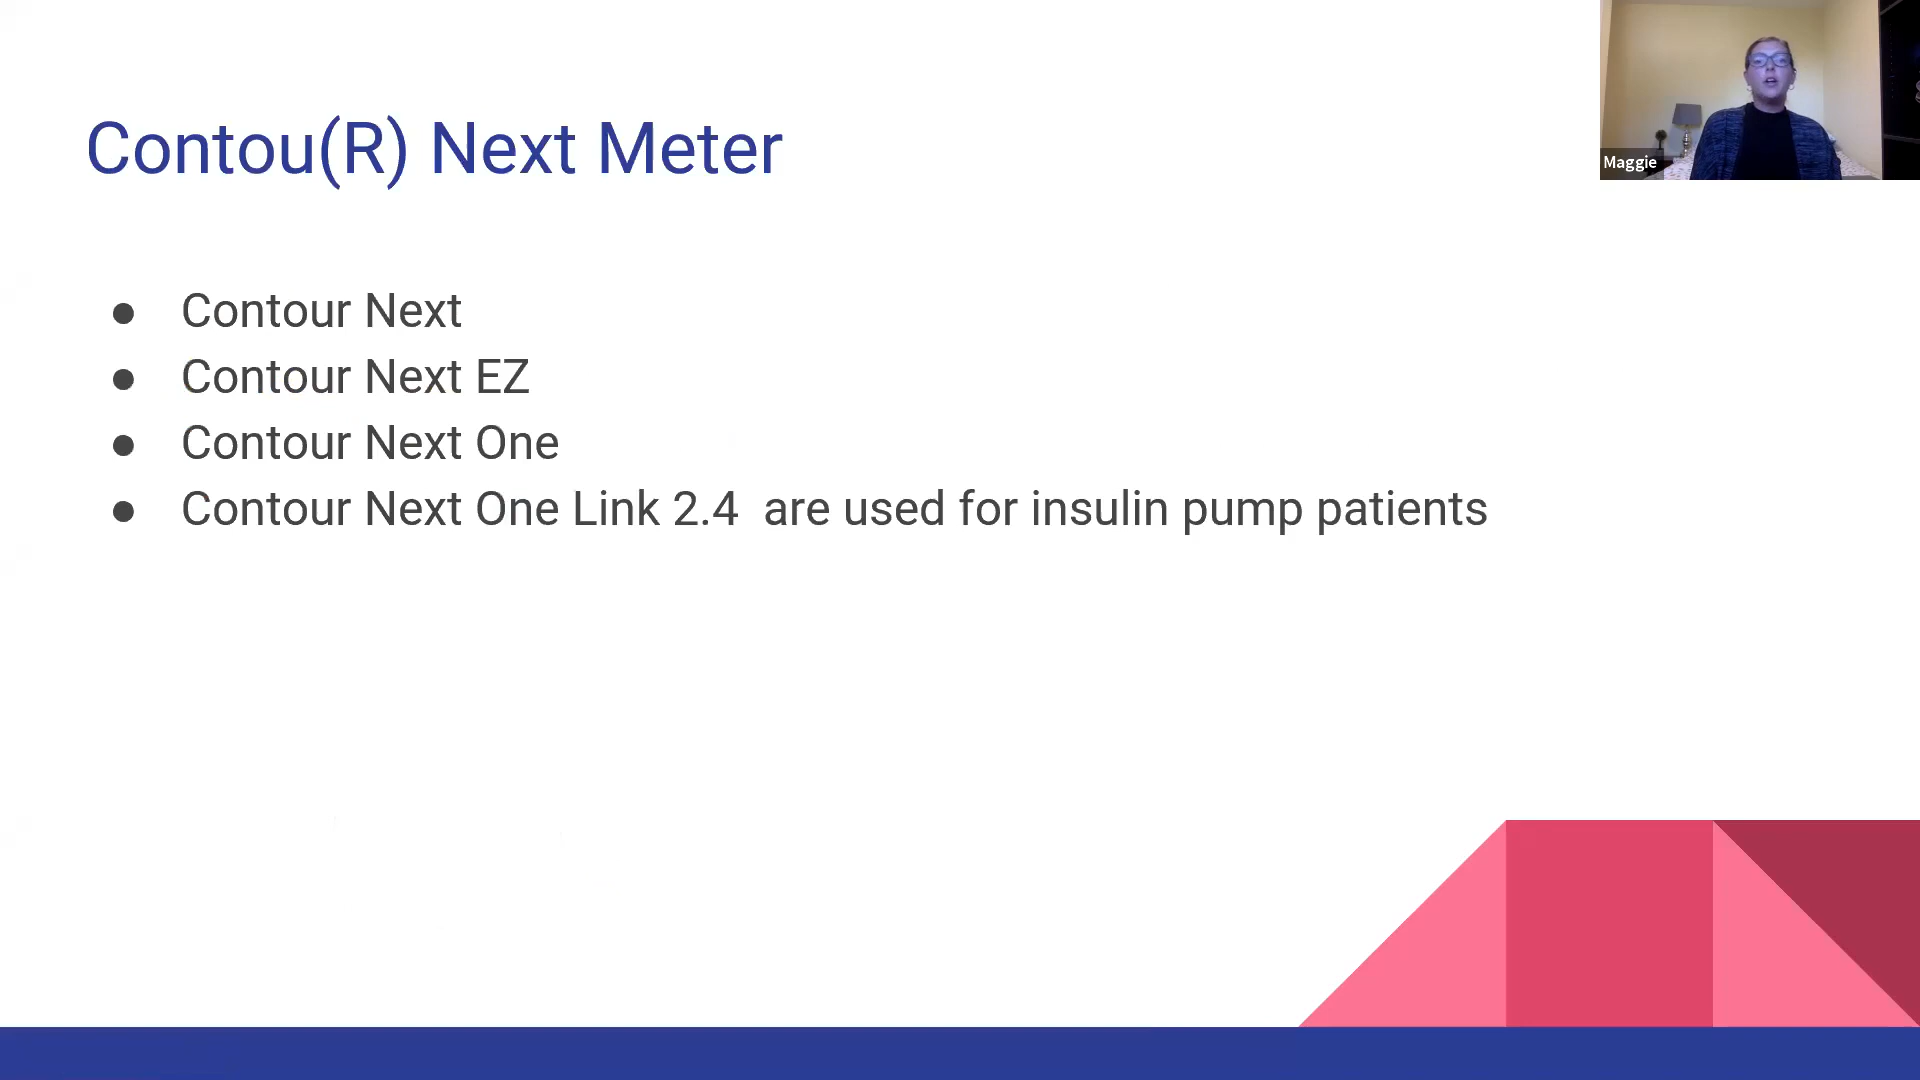 Contou(R) Next Meter
Maggie
● Contour Next
● Contour Next EZ
● Contour Next One
● Contour Next One Link 2.4  are used for insulin pump patients